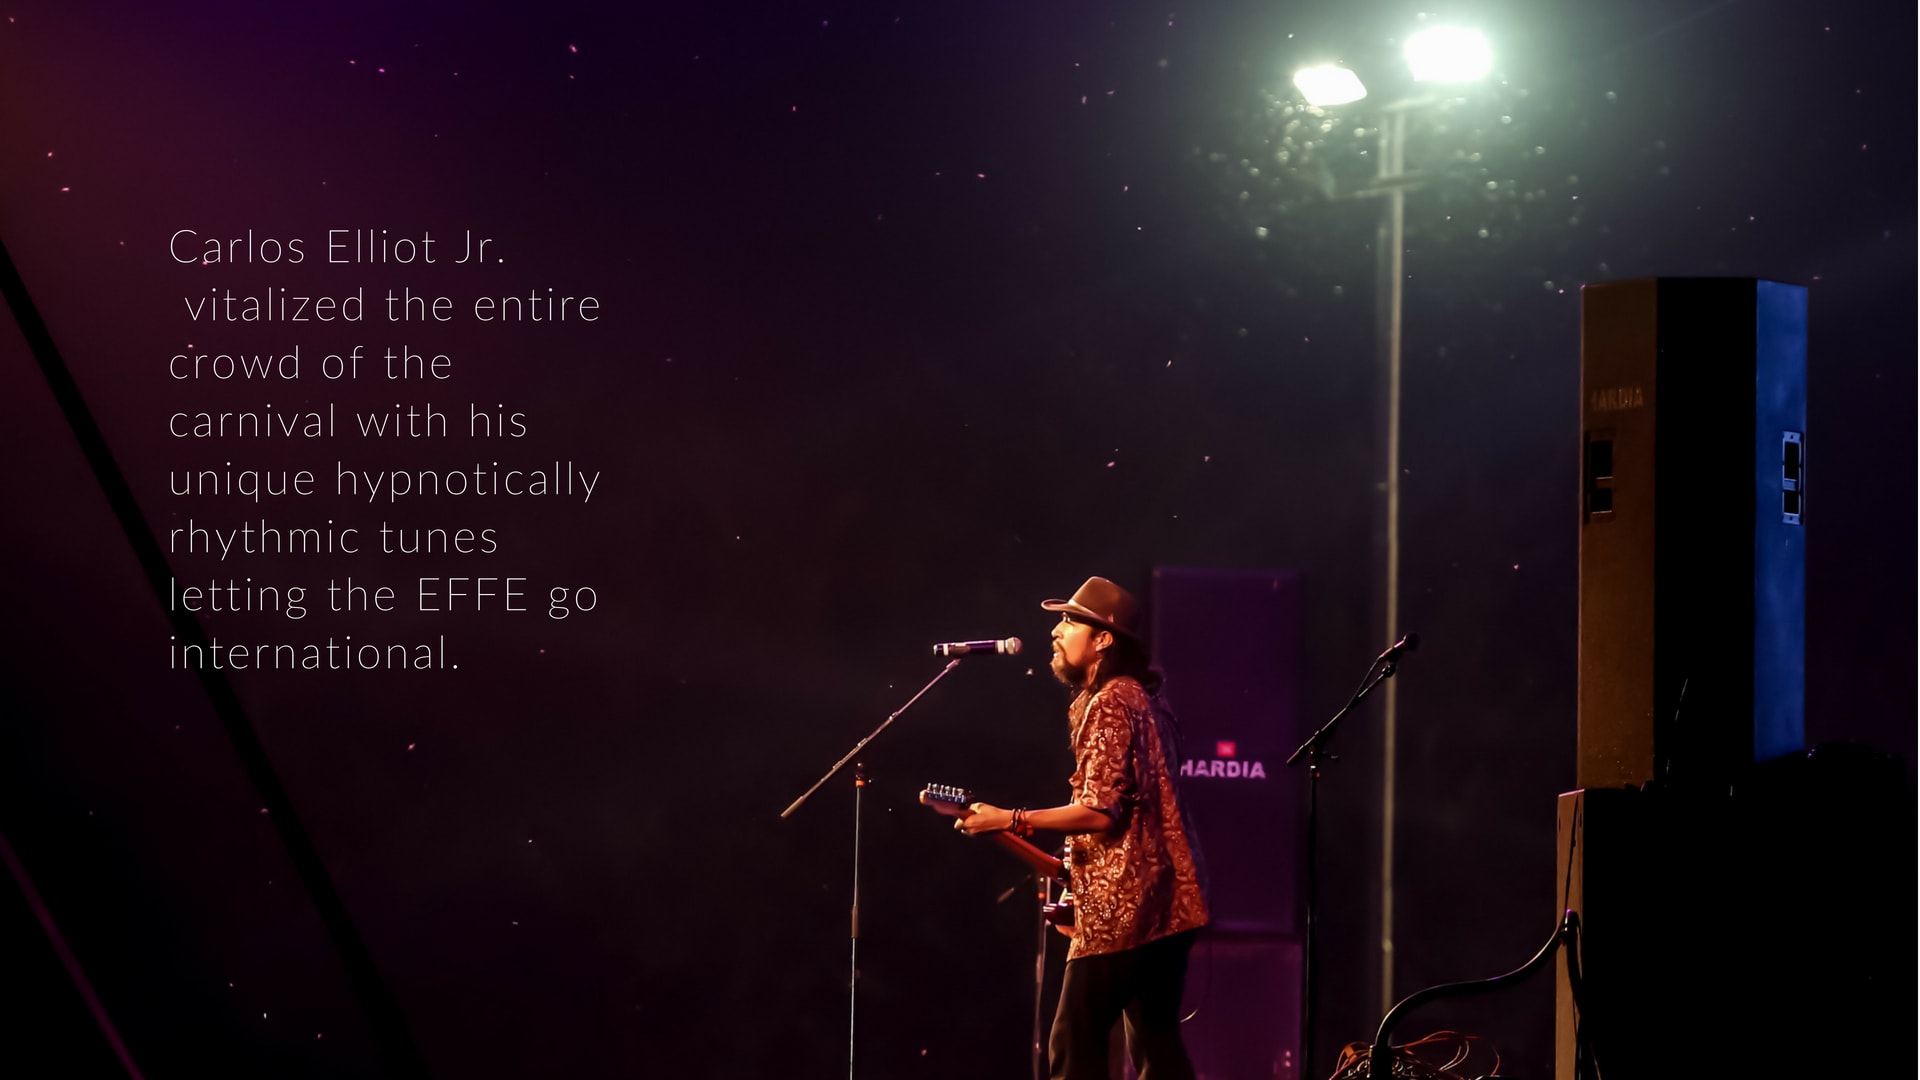 Carlos Elliot Jr.
vitalized the entire
crowd of the
carnival with his
unique hypnotically
rhythmic tunes
letting the EFFE go
international.
HARDIA
HARDIA